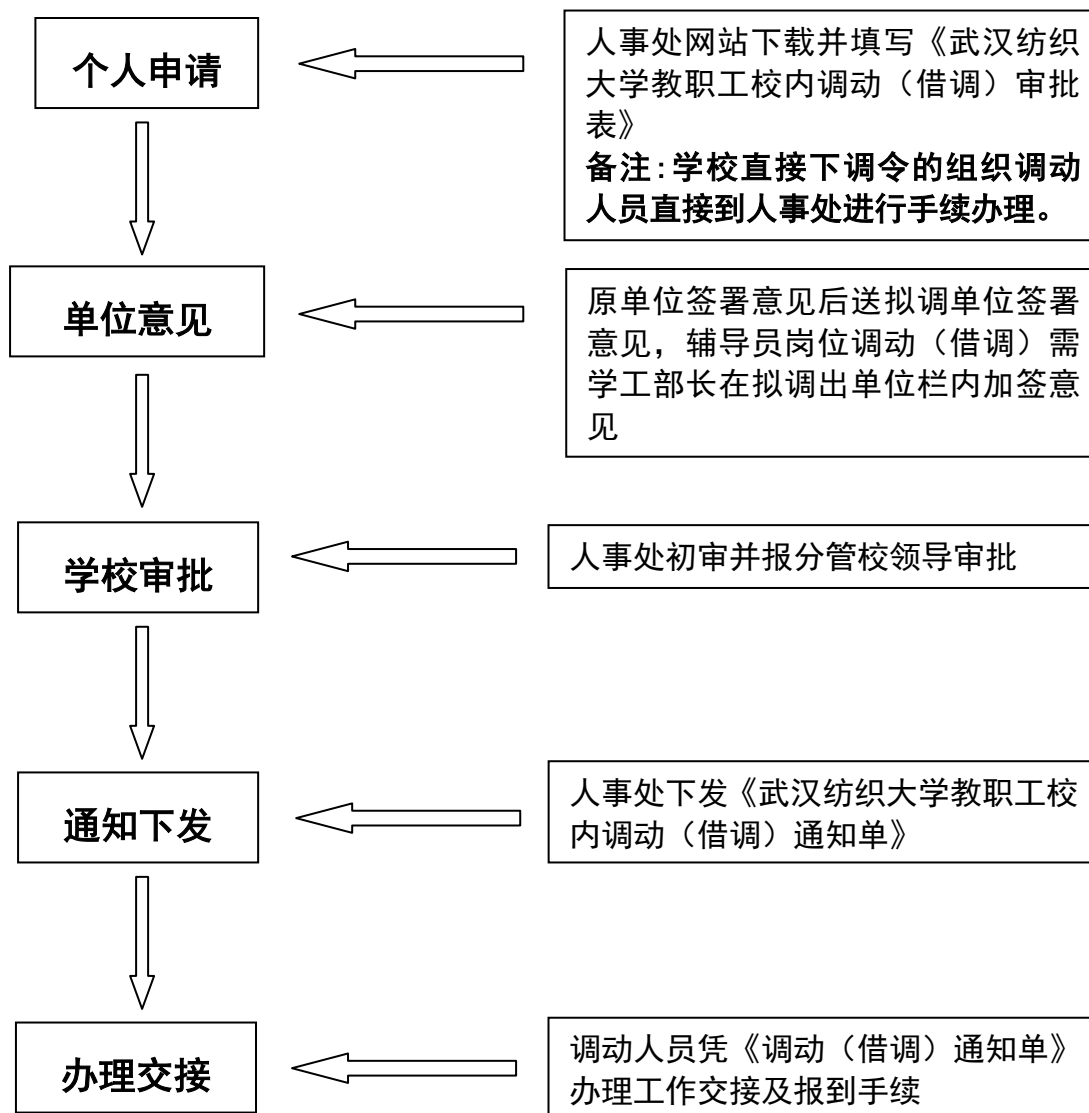 个人申请
人事处网站下载并填写《武汉纺织
大学教职工校内调动（借调）审批
表》
备注：学校直接下调令的组织调动
人员直接到人事处进行手续办理。
单位意见
原单位签署意见后送拟调单位签署
意见，辅导员岗位调动（借调）需
学工部长在拟调出单位栏内加签意
见
学校审批
人事处初审并报分管校领导审批
通知下发
人事处下发《武汉纺织大学教职工校
内调动（借调）通知单》
办理交接
调动人员凭《调动（借调）通知单》
办理工作交接及报到手续